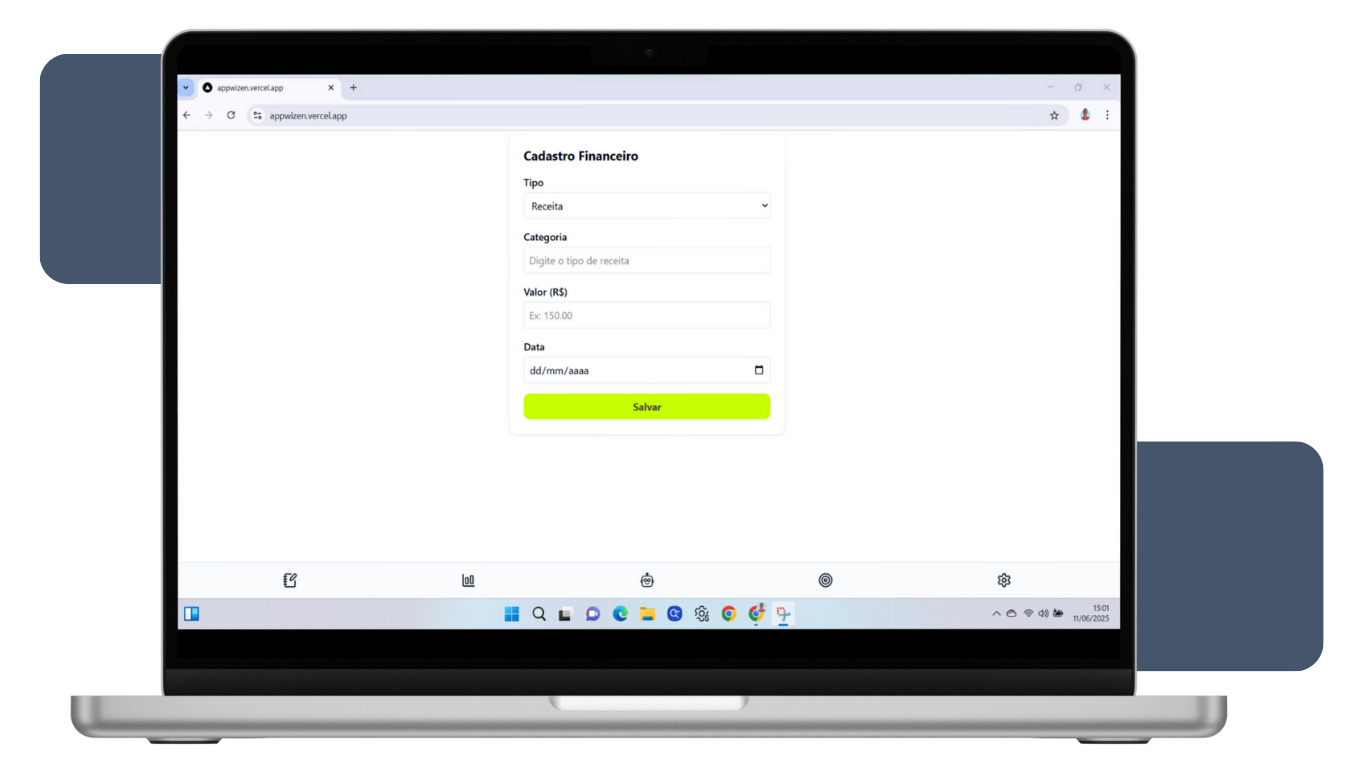 appwizen.vercel.app
appwizen.vercel.app
Cadastro Financeiro
Tipo
Receita
Categoria
Digite o tipo de receita
Valor (R$)
Ex: 150.00
Data
dd/mm/aaaa
Salvar
15:01
11/06/2025